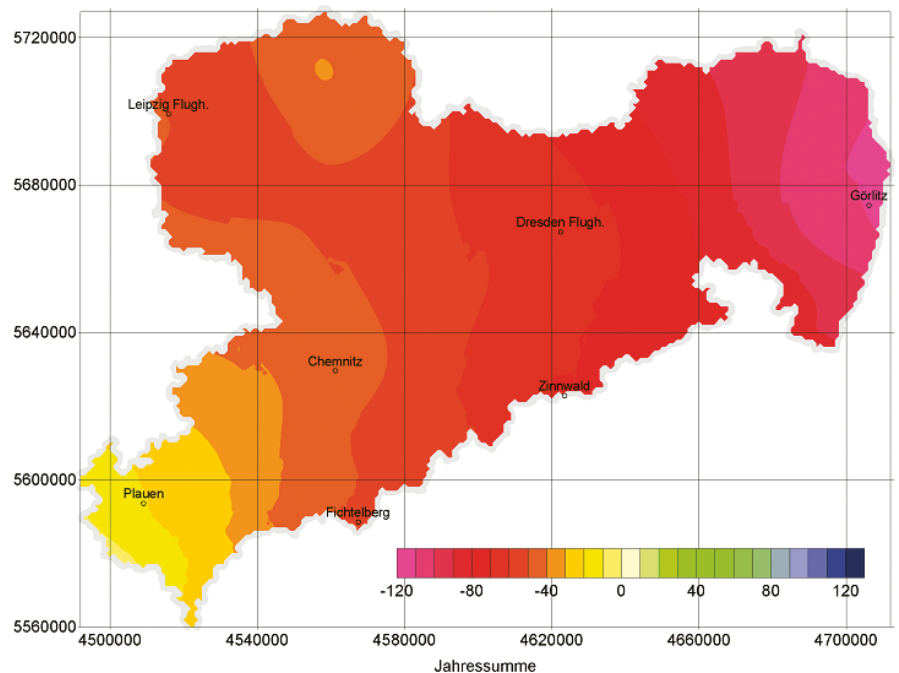 5720000
Leipzig Flugh.
5680000
Görlitz
Dresden Flugh.
5640000
Chemnitz
Zinnwald
5600000
Plauen
Fichtelberg
-120 -80 -40 0 40 80 120
5560000
4500000 4540000 4580000 4620000 4660000 4700000
Jahressumme